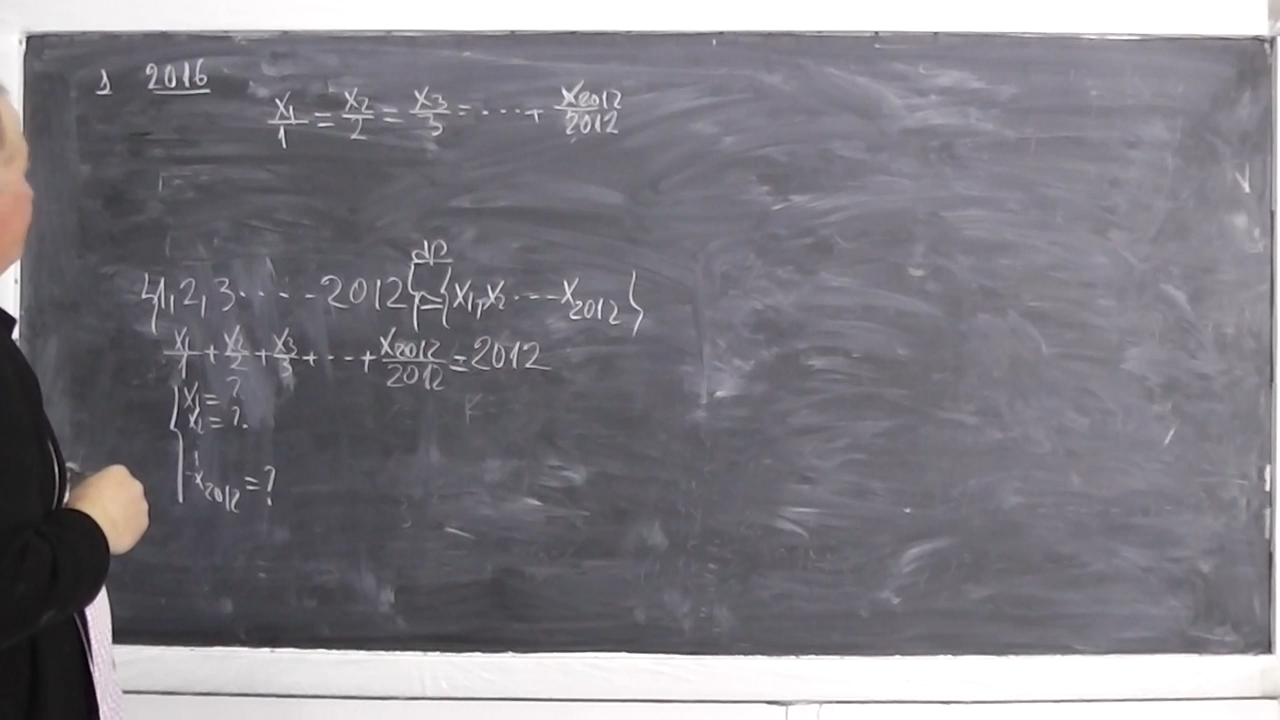 1 2016
x₁/1 = x₂/2 = x₃/3 = ····+ x₂₀₁₂/2012
dp
{1, 2, 3 ····· 2012} ~ {x₁, x₂ ···· x₂₀₁₂}
x₁/1 + x₂/2 + x₃/3 + ··· + x₂₀₁₂/2012 = 2012
x₁ = ?
x₂ = ?
x₂₀₁₂ = ?